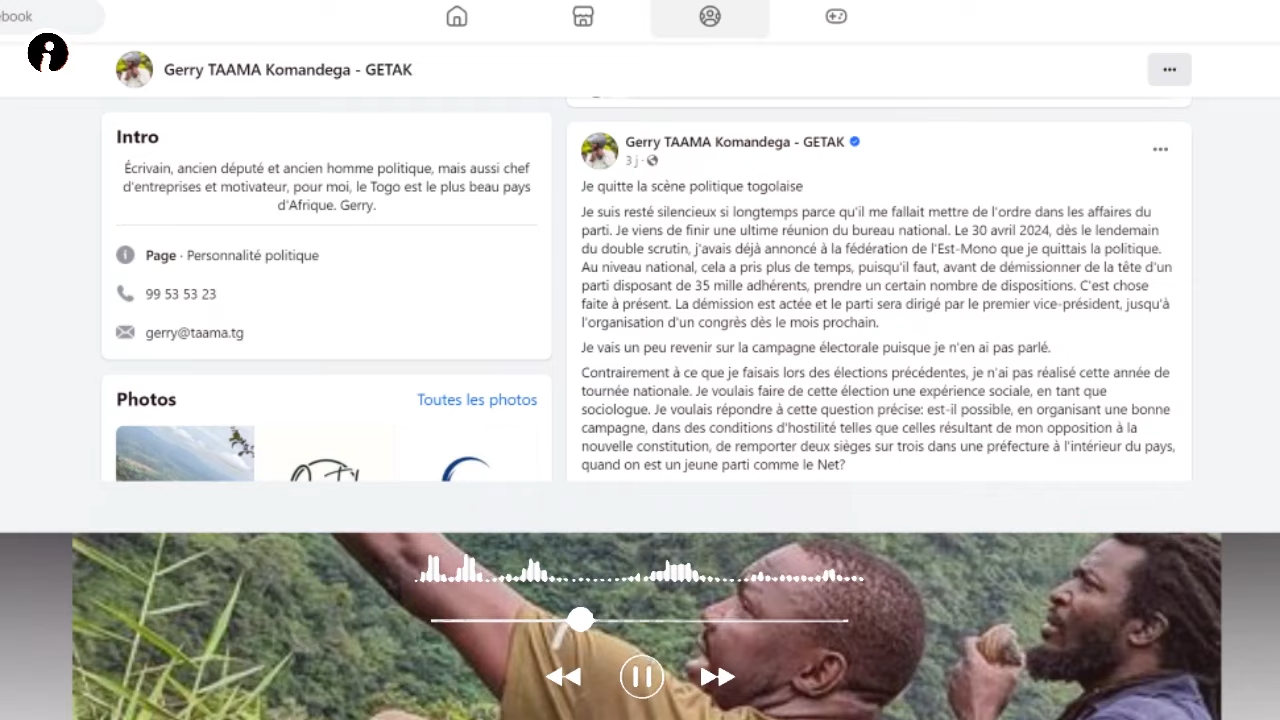 ebook
Gerry TAAMA Komandega - GETAK
Intro
Écrivain, ancien député et ancien homme politique, mais aussi chef
d'entreprises et motivateur, pour moi, le Togo est le plus beau pays
d'Afrique. Gerry.
Page · Personnalité politique
99 53 53 23
gerry@taama.tg
Photos
Toutes les photos
Gerry TAAMA Komandega - GETAK
3 j ·
Je quitte la scène politique togolaise
Je suis resté silencieux si longtemps parce qu'il me fallait mettre de l'ordre dans les affaires du
parti. Je viens de finir une ultime réunion du bureau national. Le 30 avril 2024, dès le lendemain
du double scrutin, j'avais déjà annoncé à la fédération de l'Est-Mono que je quittais la politique.
Au niveau national, cela a pris plus de temps, puisqu'il faut, avant de démissionner de la tête d'un
parti disposant de 35 mille adhérents, prendre un certain nombre de dispositions. C'est chose
faite à présent. La démission est actée et le parti sera dirigé par le premier vice-président, jusqu'à
l'organisation d'un congrès dès le mois prochain.
Je vais un peu revenir sur la campagne électorale puisque je n'en ai pas parlé.
Contrairement à ce que je faisais lors des élections précédentes, je n'ai pas réalisé cette année de
tournée nationale. Je voulais faire de cette élection une expérience sociale, en tant que
sociologue. Je voulais répondre à cette question précise: est-il possible, en organisant une bonne
campagne, dans des conditions d'hostilité telles que celles résultant de mon opposition à la
nouvelle constitution, de remporter deux sièges sur trois dans une préfecture à l'intérieur du pays,
quand on est un jeune parti comme le Net?